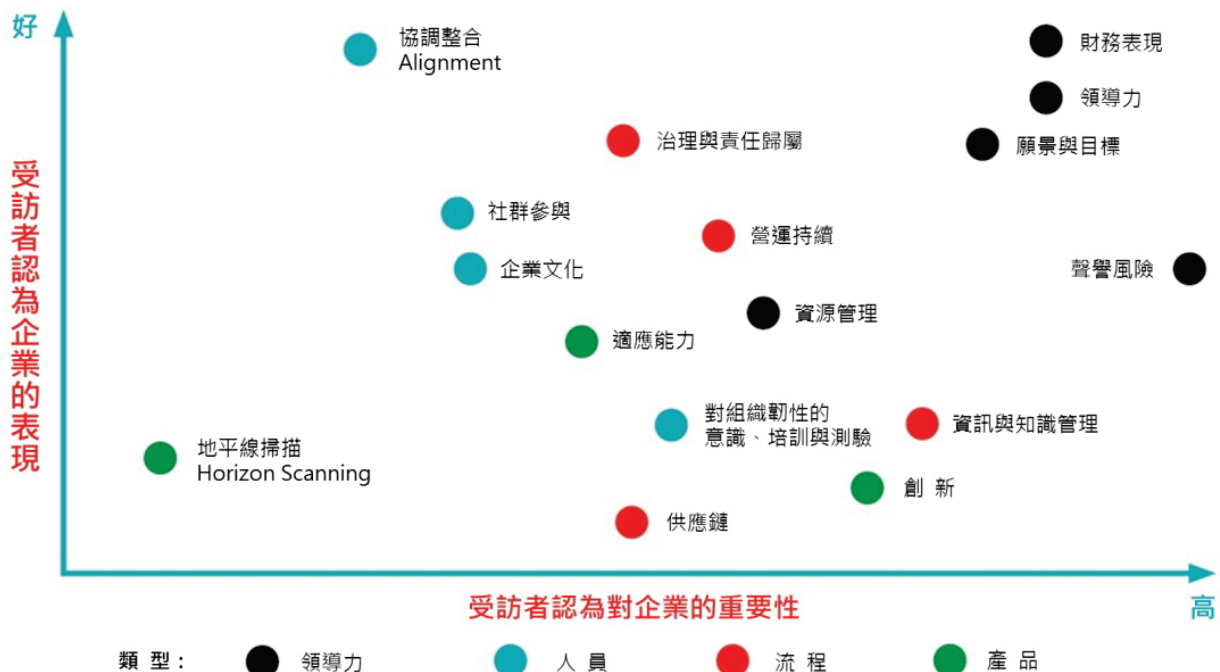 好
協調整合
Alignment
財務表現
領導力
治理與責任歸屬
願景與目標
受訪者認為企業的表現
社群參與
營運持續
企業文化
聲譽風險
資源管理
適應能力
對組織韌性的
意識、培訓與測驗
資訊與知識管理
地平線掃描
Horizon Scanning
創 新
供應鏈
受訪者認為對企業的重要性
高
類 型 :
領導力
人 員
流 程
產 品